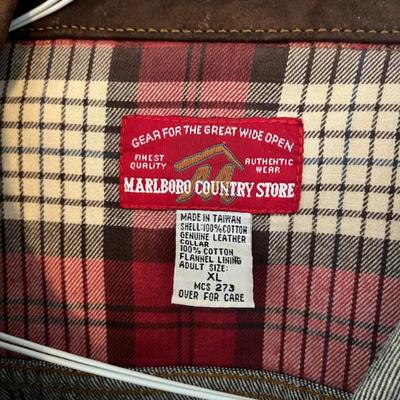 GEAR FOR THE GREAT WIDE OPEN
FINEST QUALITY
AUTHENTIC WEAR
MARLBORO COUNTRY STORE
MADE IN TAIWAN
SHELL:100%COTTON
GENUINE LEATHER
COLLAR
100%COTTON
FLANNEL LINING
ADULT SIZE:
XL
MCS 273
OVER FOR CARE